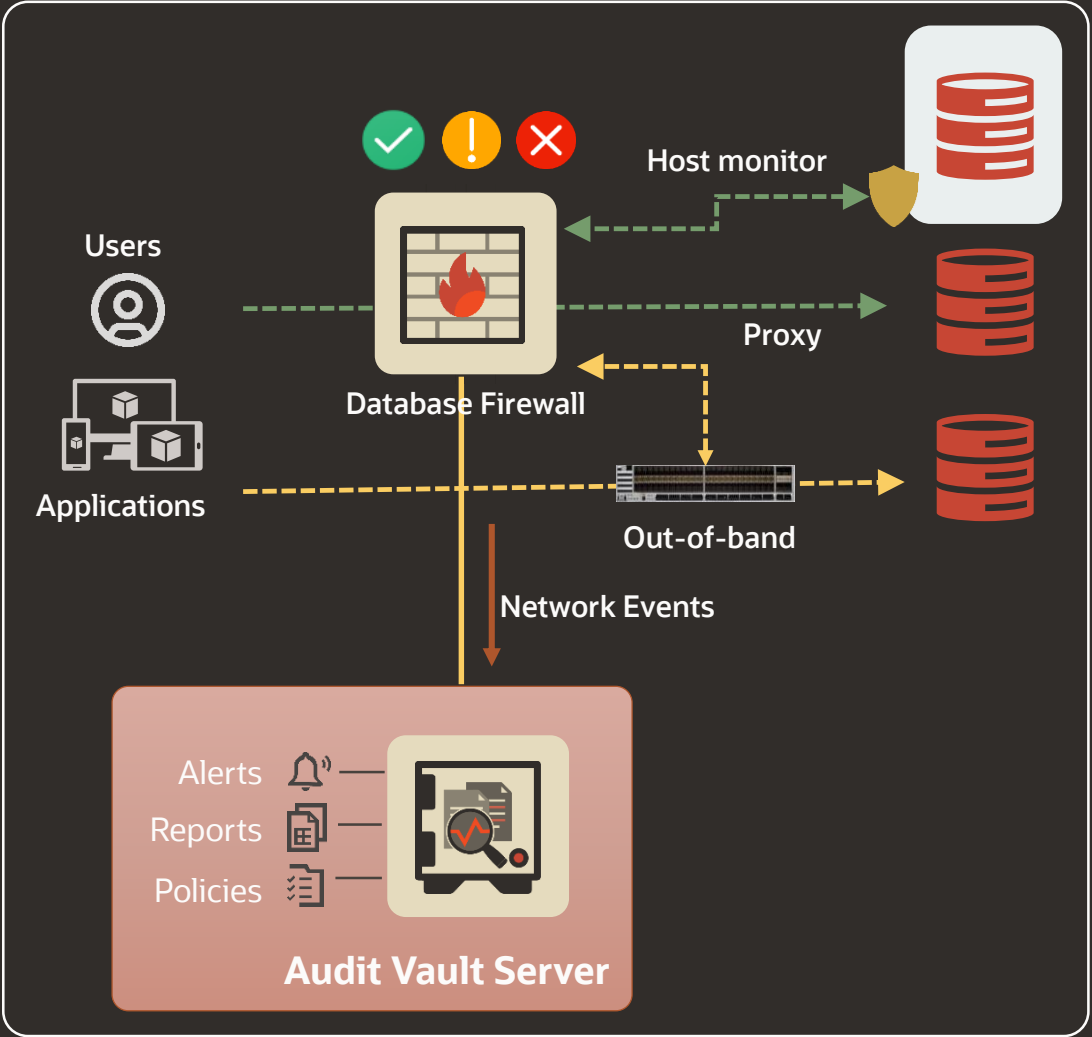 Host monitor
Users
Proxy
Database Firewall
Applications
Out-of-band
Network Events
Alerts
Reports
Policies
Audit Vault Server